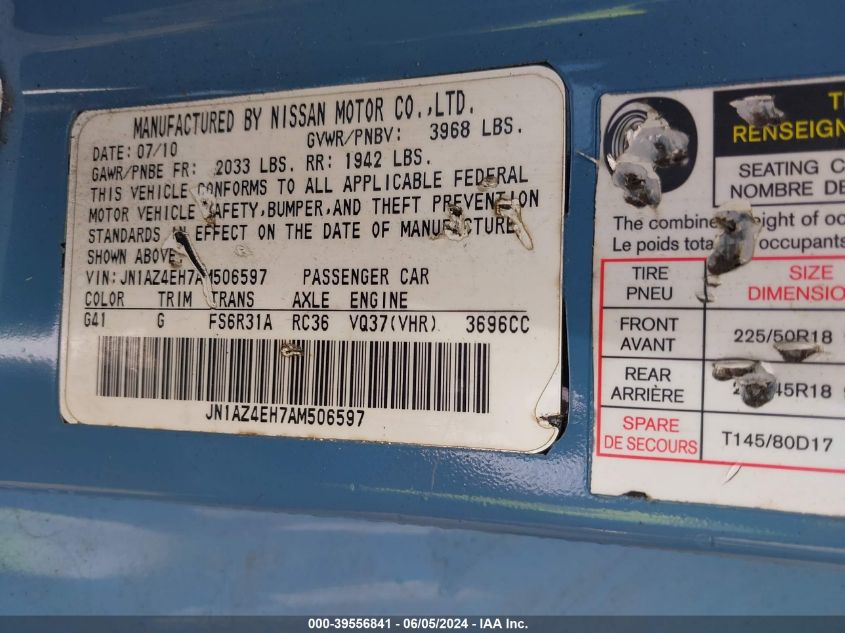 MANUFACTURED BY NISSAN MOTOR CO.,LTD.
DATE: 07/10 GVWR/PNBV: 3968 LBS.
GAWR/PNBE FR: 2033 LBS. RR: 1942 LBS.
THIS VEHICLE CONFORMS TO ALL APPLICABLE FEDERAL
MOTOR VEHICLE SAFETY,BUMPER,AND THEFT PREVENTION
STANDARDS IN EFFECT ON THE DATE OF MANUFACTURE
SHOWN ABOVE.
VIN: JN1AZ4EH7AM506597 PASSENGER CAR
COLOR TRIM TRANS AXLE ENGINE
G41 G FS6R31A RC36 VQ37(VHR) 3696CC
JN1AZ4EH7AM506597
RENSEIGN
SEATING C
NOMBRE DE
The combine eight of oc
Le poids tota occupants
TIRE SIZE
PNEU DIMENSIO
FRONT
AVANT 225/50R18
REAR
ARRIÈRE 45R18
SPARE
DE SECOURS T145/80D17
000-39556841 - 06/05/2024 - IAA Inc.